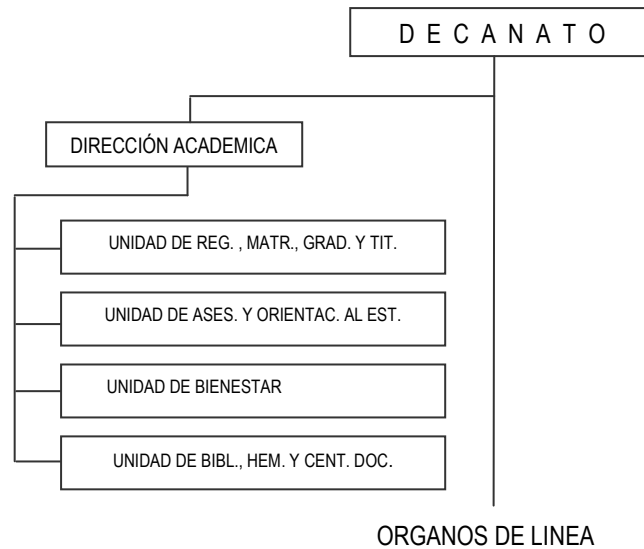 D E C A N A T O
DIRECCIÓN ACADEMICA
UNIDAD DE REG. , MATR., GRAD. Y TIT.
UNIDAD DE ASES. Y ORIENTAC. AL EST.
UNIDAD DE BIENESTAR
UNIDAD DE BIBL., HEM. Y CENT. DOC.
ORGANOS DE LINEA